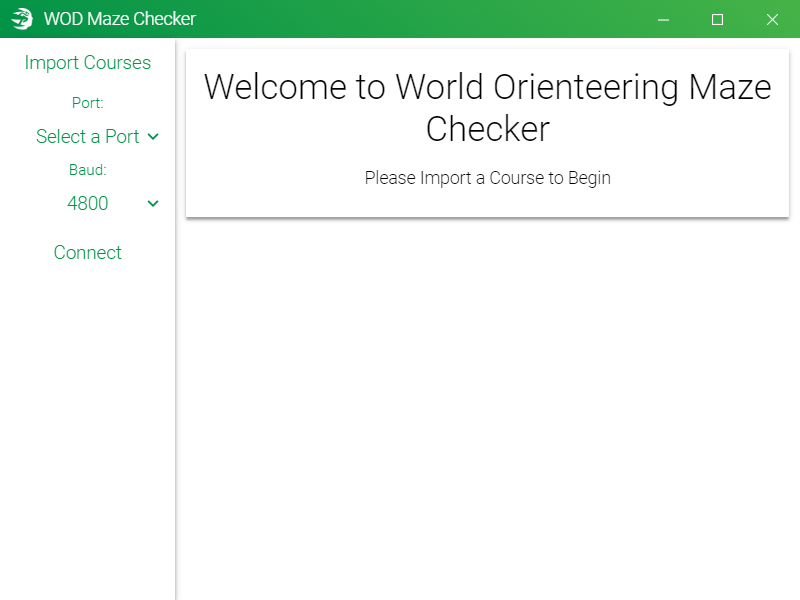 WOD Maze Checker
Import Courses
Port:
Select a Port
Baud:
4800
Connect
Welcome to World Orienteering Maze
Checker
Please Import a Course to Begin